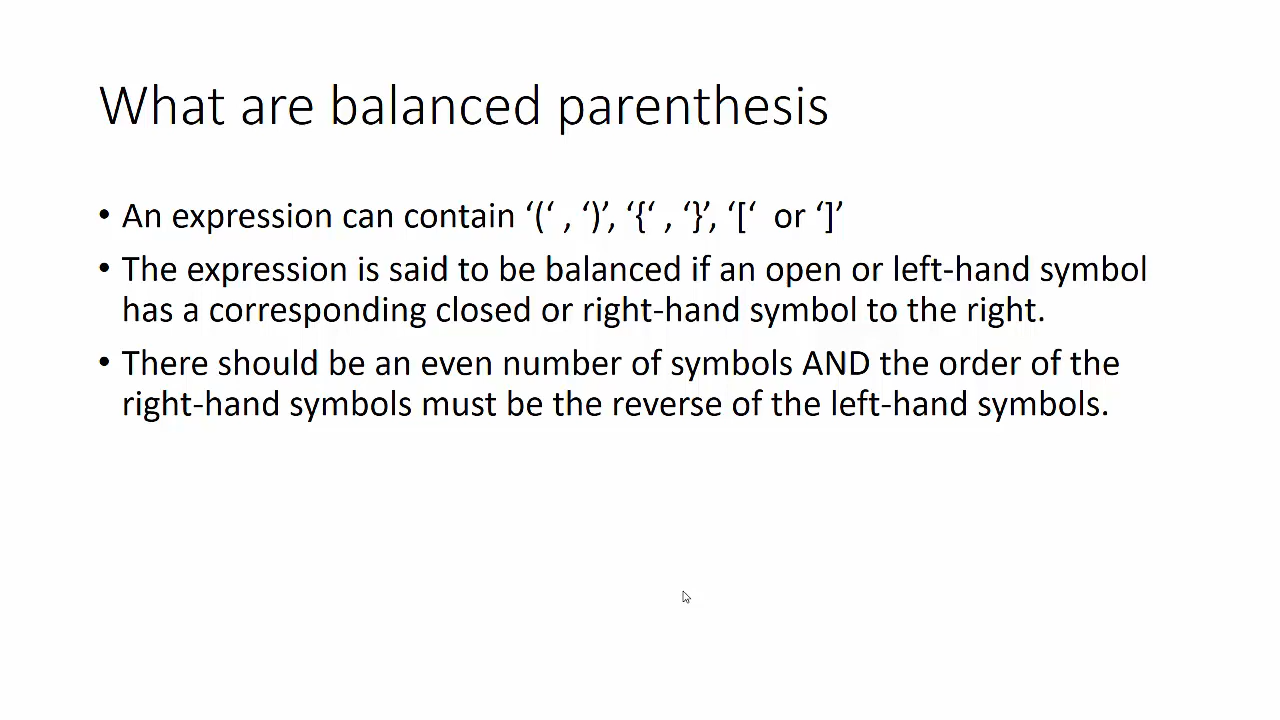 What are balanced parenthesis
• An expression can contain ‘(‘ , ‘)’, ‘{‘ , ‘}’, ‘[‘  or ‘]’
• The expression is said to be balanced if an open or left-hand symbol
has a corresponding closed or right-hand symbol to the right.
• There should be an even number of symbols AND the order of the
right-hand symbols must be the reverse of the left-hand symbols.